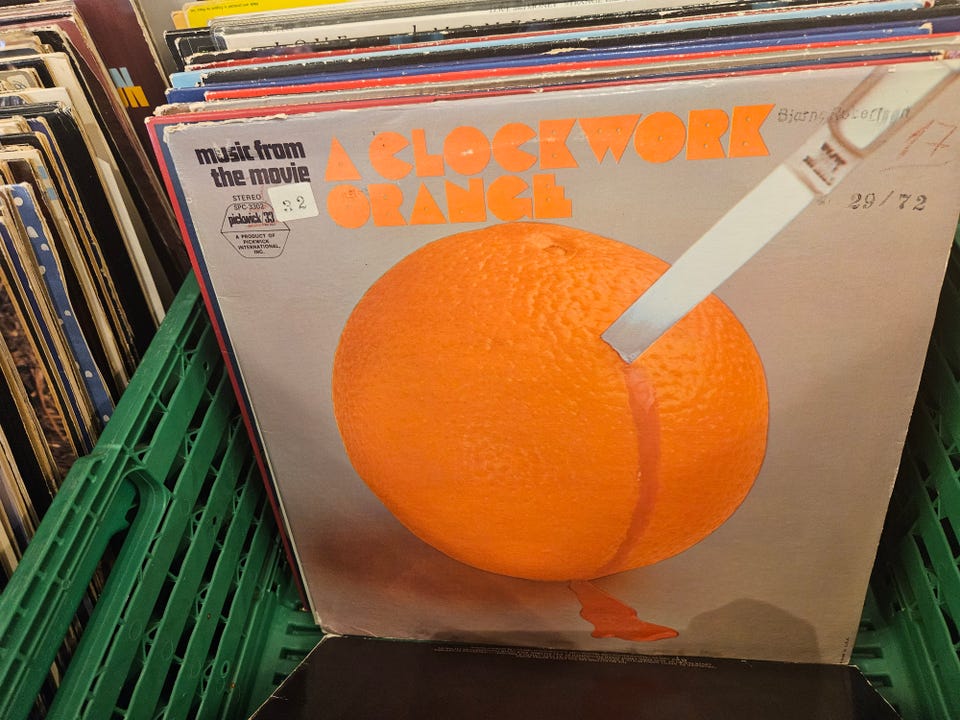 music from
the movie
A CLOCKWORK
ORANGE
STEREO
SPC-3302
pickwick/33
A PRODUCT OF
PICKWICK
INTERNATIONAL,
INC.
32
17
29/72